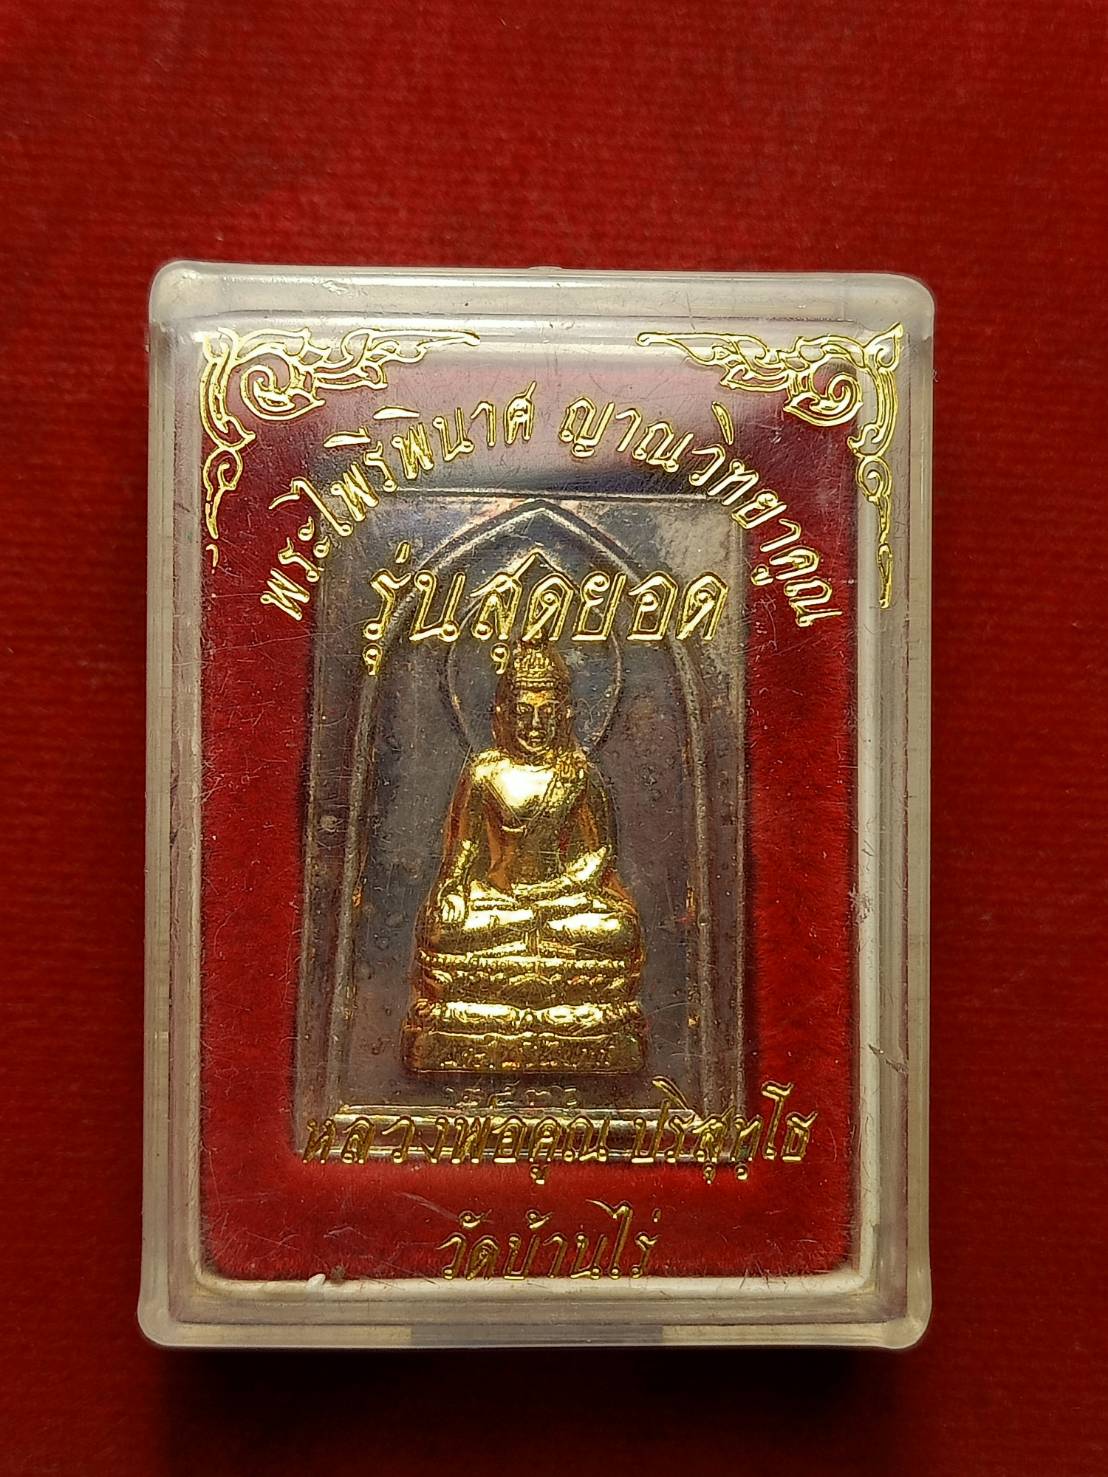 พระไพรีพินาศ ญาณวิทยาคูณ
รุ่นสุดยอด
หลวงพ่อคูณ ปริสุทฺโธ
วัดบ้านไร่